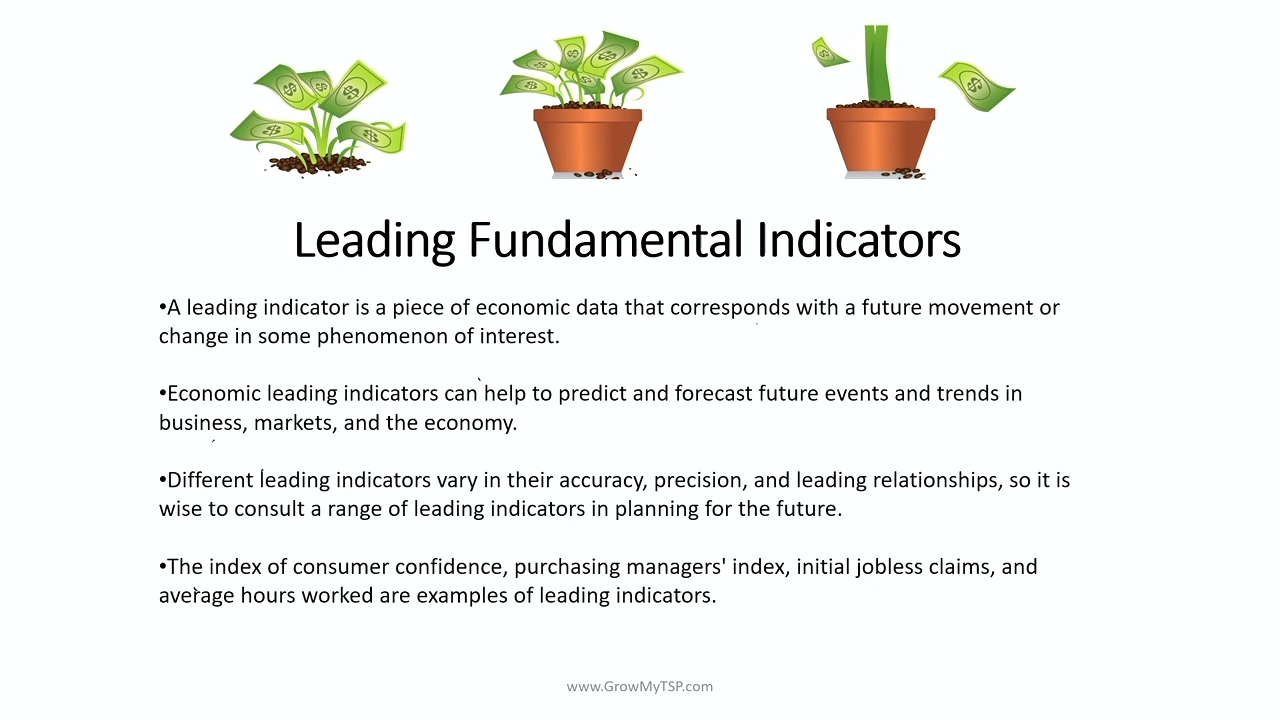 Leading Fundamental Indicators
•A leading indicator is a piece of economic data that corresponds with a future movement or
change in some phenomenon of interest.
•Economic leading indicators can help to predict and forecast future events and trends in
business, markets, and the economy.
•Different leading indicators vary in their accuracy, precision, and leading relationships, so it is
wise to consult a range of leading indicators in planning for the future.
•The index of consumer confidence, purchasing managers' index, initial jobless claims, and
average hours worked are examples of leading indicators.
www.GrowMyTSP.com